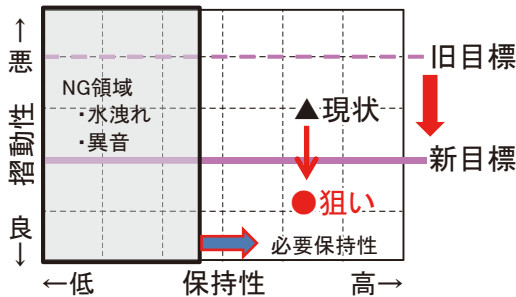 ←悪 摺動性 良→
旧目標
NG領域
・水洩れ
・異音
▲現状
新目標
●狙い
必要保持性
←低 保持性 高→